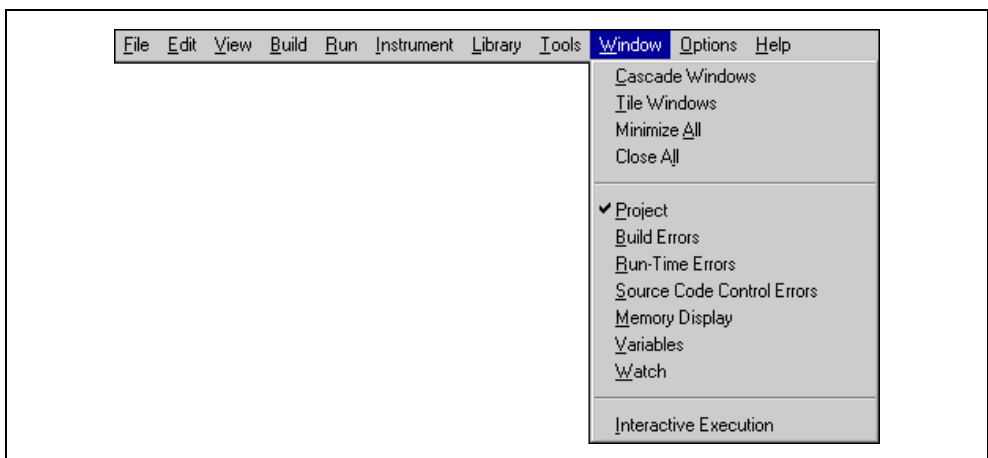 File Edit View Build Run Instrument Library Tools Window Options Help
Cascade Windows
Tile Windows
Minimize All
Close All
Project
Build Errors
Run-Time Errors
Source Code Control Errors
Memory Display
Variables
Watch
Interactive Execution